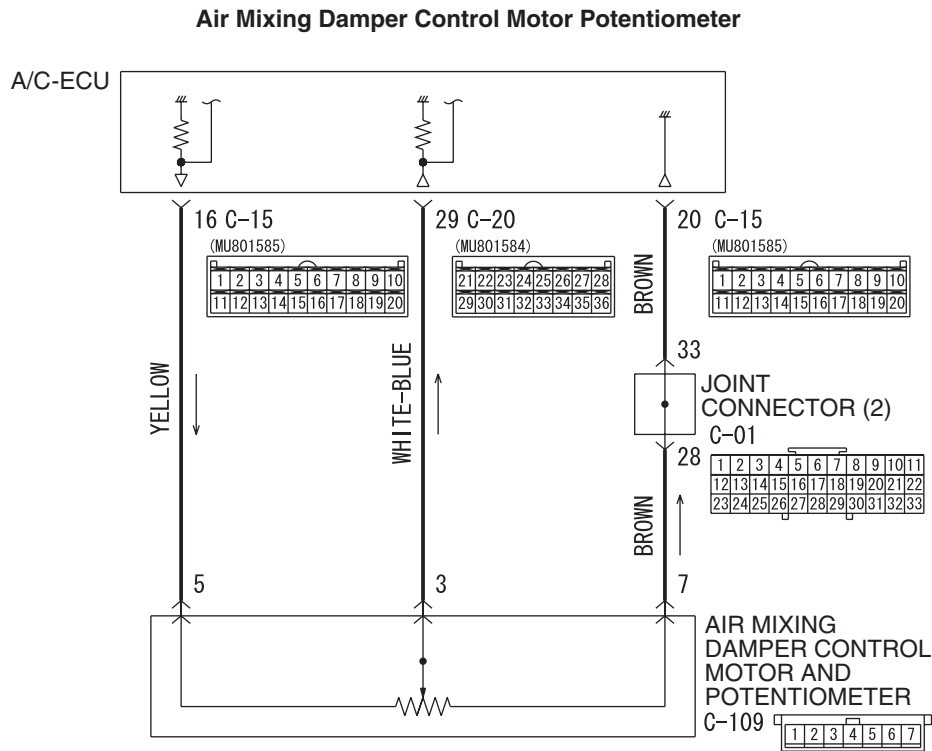 Air Mixing Damper Control Motor Potentiometer
A/C-ECU
16 C-15
(MU801585)
1 2 3 4 5 6 7 8 9 10
11 12 13 14 15 16 17 18 19 20
29 C-20
(MU801584)
21 22 23 24 25 26 27 28
29 30 31 32 33 34 35 36
20 C-15
(MU801585)
1 2 3 4 5 6 7 8 9 10
11 12 13 14 15 16 17 18 19 20
YELLOW
WHITE-BLUE
BROWN
33
JOINT
CONNECTOR (2)
C-01
28
1 2 3 4 5 6 7 8 9 10 11
12 13 14 15 16 17 18 19 20 21 22
23 24 25 26 27 28 29 30 31 32 33
BROWN
5
3
7
AIR MIXING
DAMPER CONTROL
MOTOR AND
POTENTIOMETER
C-109
1 2 3 4 5 6 7